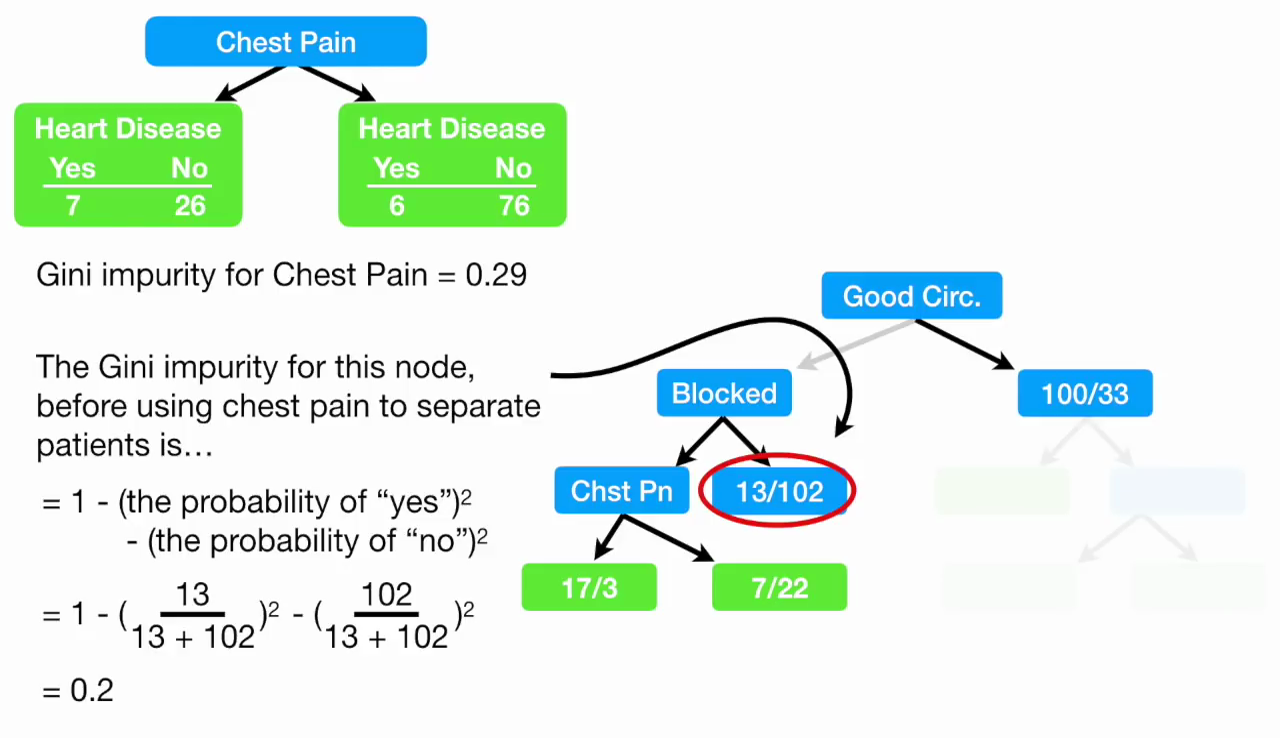 Chest Pain
Heart Disease
Yes No
7 26
Heart Disease
Yes No
6 76
Gini impurity for Chest Pain = 0.29
The Gini impurity for this node,
before using chest pain to separate
patients is…
= 1 - (the probability of “yes”)²
- (the probability of “no”)²
= 1 - (13 / 13 + 102)² - (102 / 13 + 102)²
= 0.2
Good Circ.
Blocked
100/33
Chst Pn
13/102
17/3
7/22